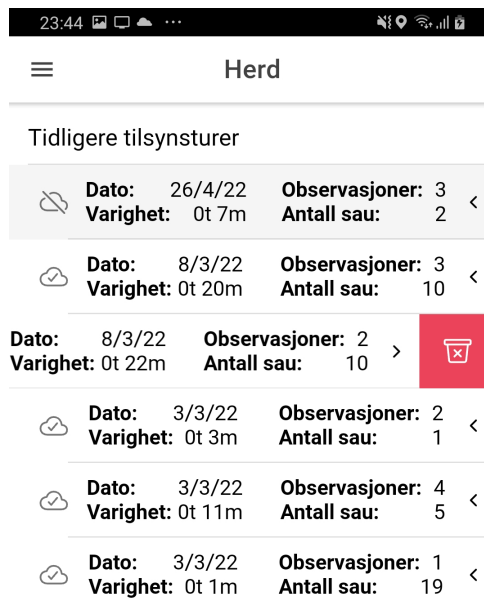 23:44
Herd
Tidligere tilsynsturer
Dato: 26/4/22 Observasjoner: 3
Varighet: 0t 7m Antall sau: 2
Dato: 8/3/22 Observasjoner: 3
Varighet: 0t 20m Antall sau: 10
Dato: 8/3/22 Observasjoner: 2
Varighet: 0t 22m Antall sau: 10
Dato: 3/3/22 Observasjoner: 2
Varighet: 0t 3m Antall sau: 1
Dato: 3/3/22 Observasjoner: 4
Varighet: 0t 11m Antall sau: 5
Dato: 3/3/22 Observasjoner: 1
Varighet: 0t 1m Antall sau: 19